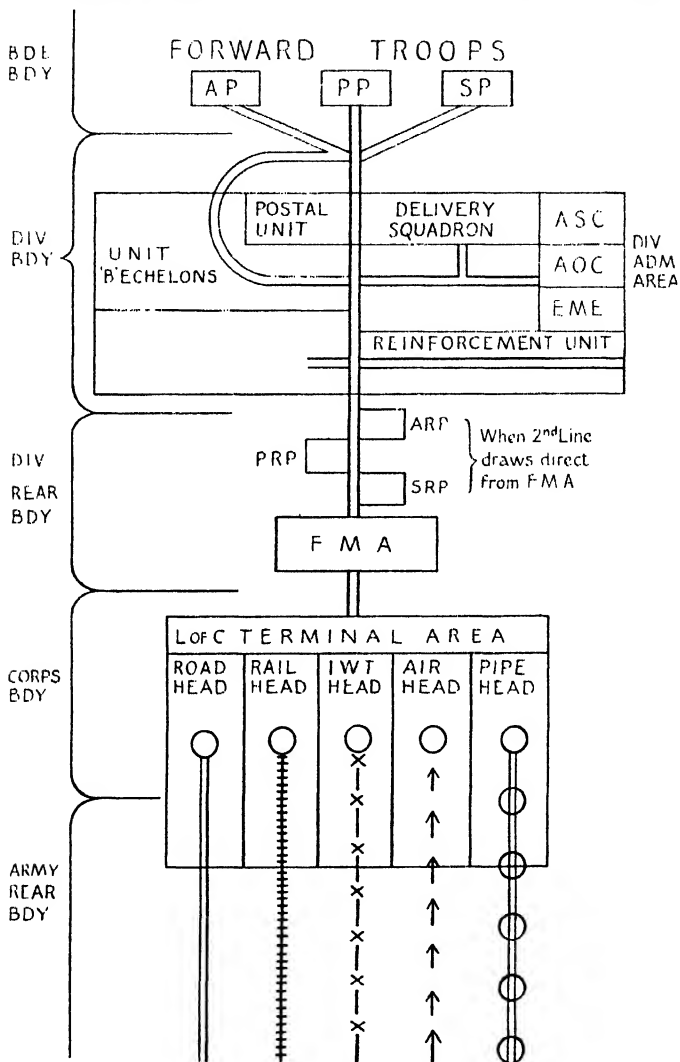 BDE
BDY
FORWARD TROOPS
AP
PP
SP
DIV
BDY
UNIT
'B' ECHELONS
POSTAL
UNIT
DELIVERY
SQUADRON
ASC
AOC
EME
DIV
ADM
AREA
REINFORCEMENT UNIT
DIV
REAR
BDY
ARP
PRP
SRP
When 2nd Line
draws direct
from FMA
FMA
CORPS
BDY
L OF C TERMINAL AREA
ROAD
HEAD
RAIL
HEAD
IWT
HEAD
AIR
HEAD
PIPE
HEAD
ARMY
REAR
BDY